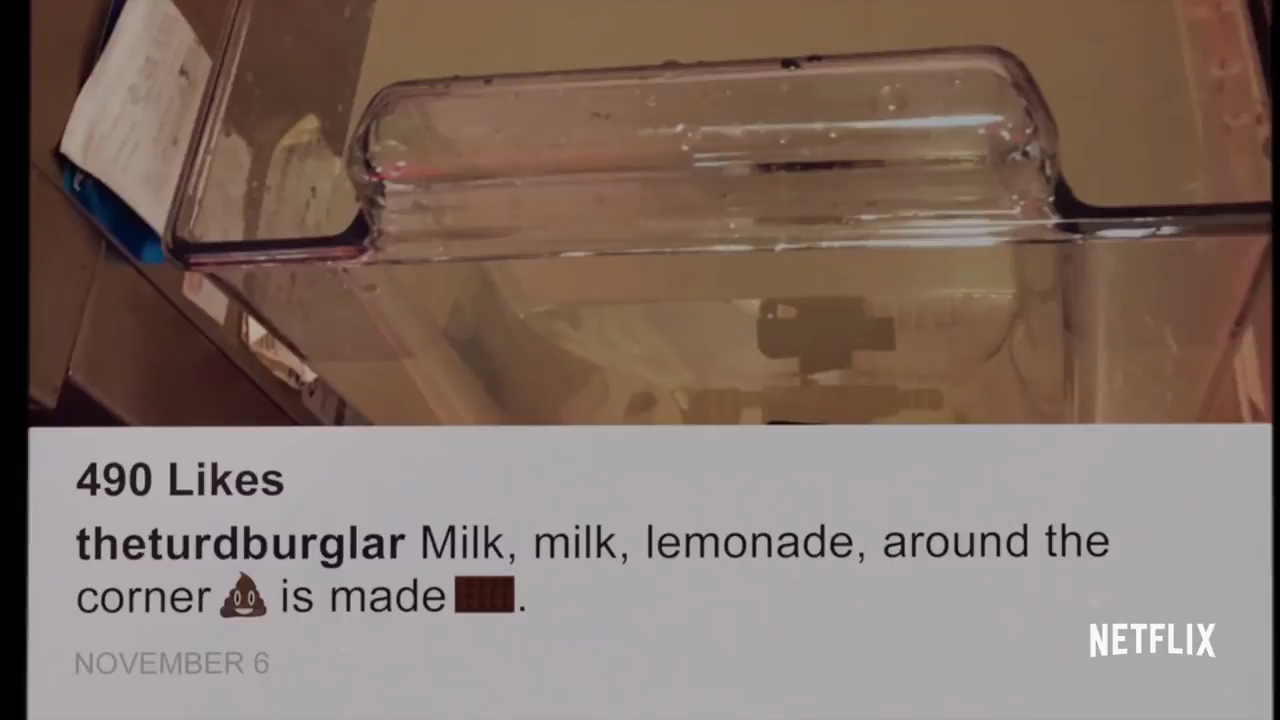 490 Likes
theturdburglar Milk, milk, lemonade, around the
corner 💩 is made 🍫.
NOVEMBER 6
NETFLIX